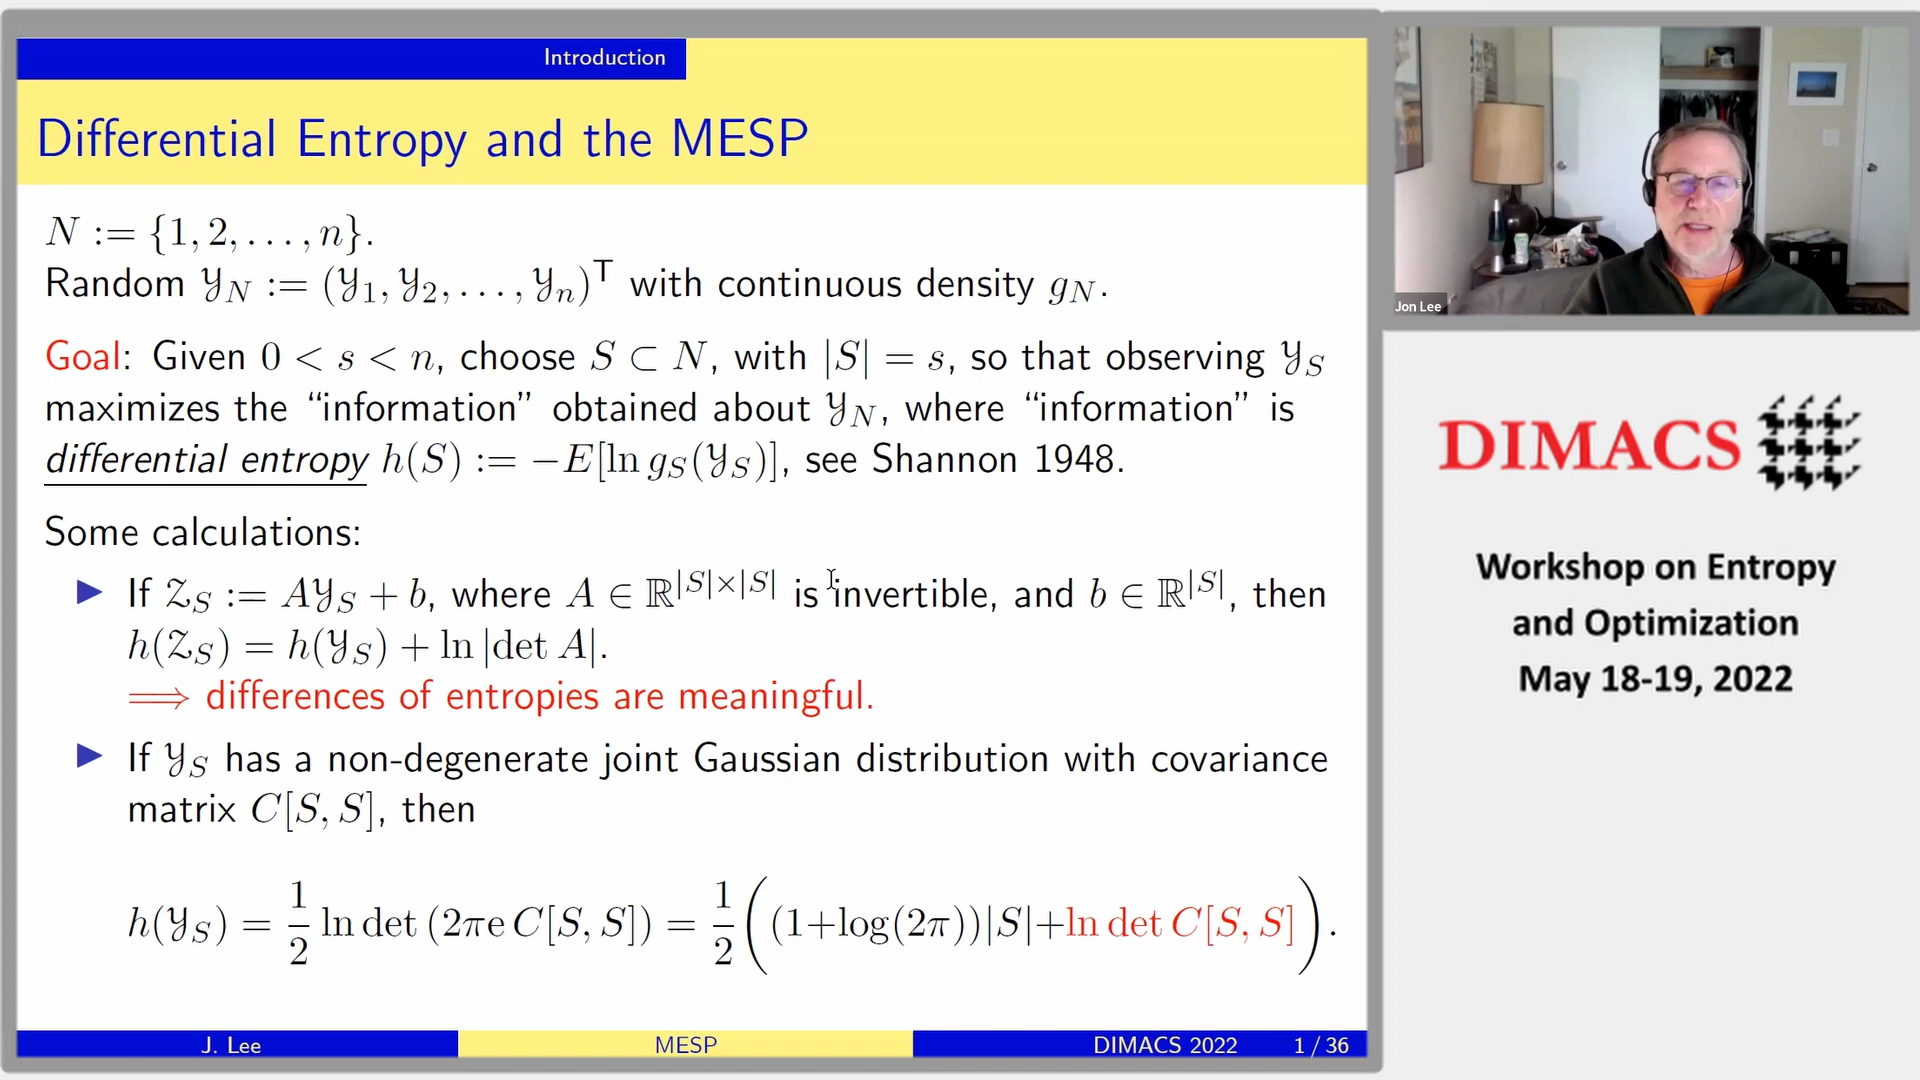 Introduction
Differential Entropy and the MESP
N := {1, 2, . . . , n}.
Random 𝒴_N := (𝒴_1, 𝒴_2, . . . , 𝒴_n)^T with continuous density g_N.
Goal: Given 0 < s < n, choose S ⊂ N, with |S| = s, so that observing 𝒴_S
maximizes the “information” obtained about 𝒴_N, where “information” is
differential entropy h(S) := −E[ln g_S(𝒴_S)], see Shannon 1948.
Some calculations:
▶ If 𝒵_S := A𝒴_S + b, where A ∈ ℝ^{|S|×|S|} is invertible, and b ∈ ℝ^{|S|}, then
h(𝒵_S) = h(𝒴_S) + ln |det A|.
⟹ differences of entropies are meaningful.
▶ If 𝒴_S has a non-degenerate joint Gaussian distribution with covariance
matrix C[S, S], then
h(𝒴_S) = 1/2 ln det (2πe C[S, S]) = 1/2 ((1+log(2π))|S|+ln det C[S, S]).
J. Lee
MESP
DIMACS 2022
1 / 36
Jon Lee
DIMACS
Workshop on Entropy
and Optimization
May 18-19, 2022